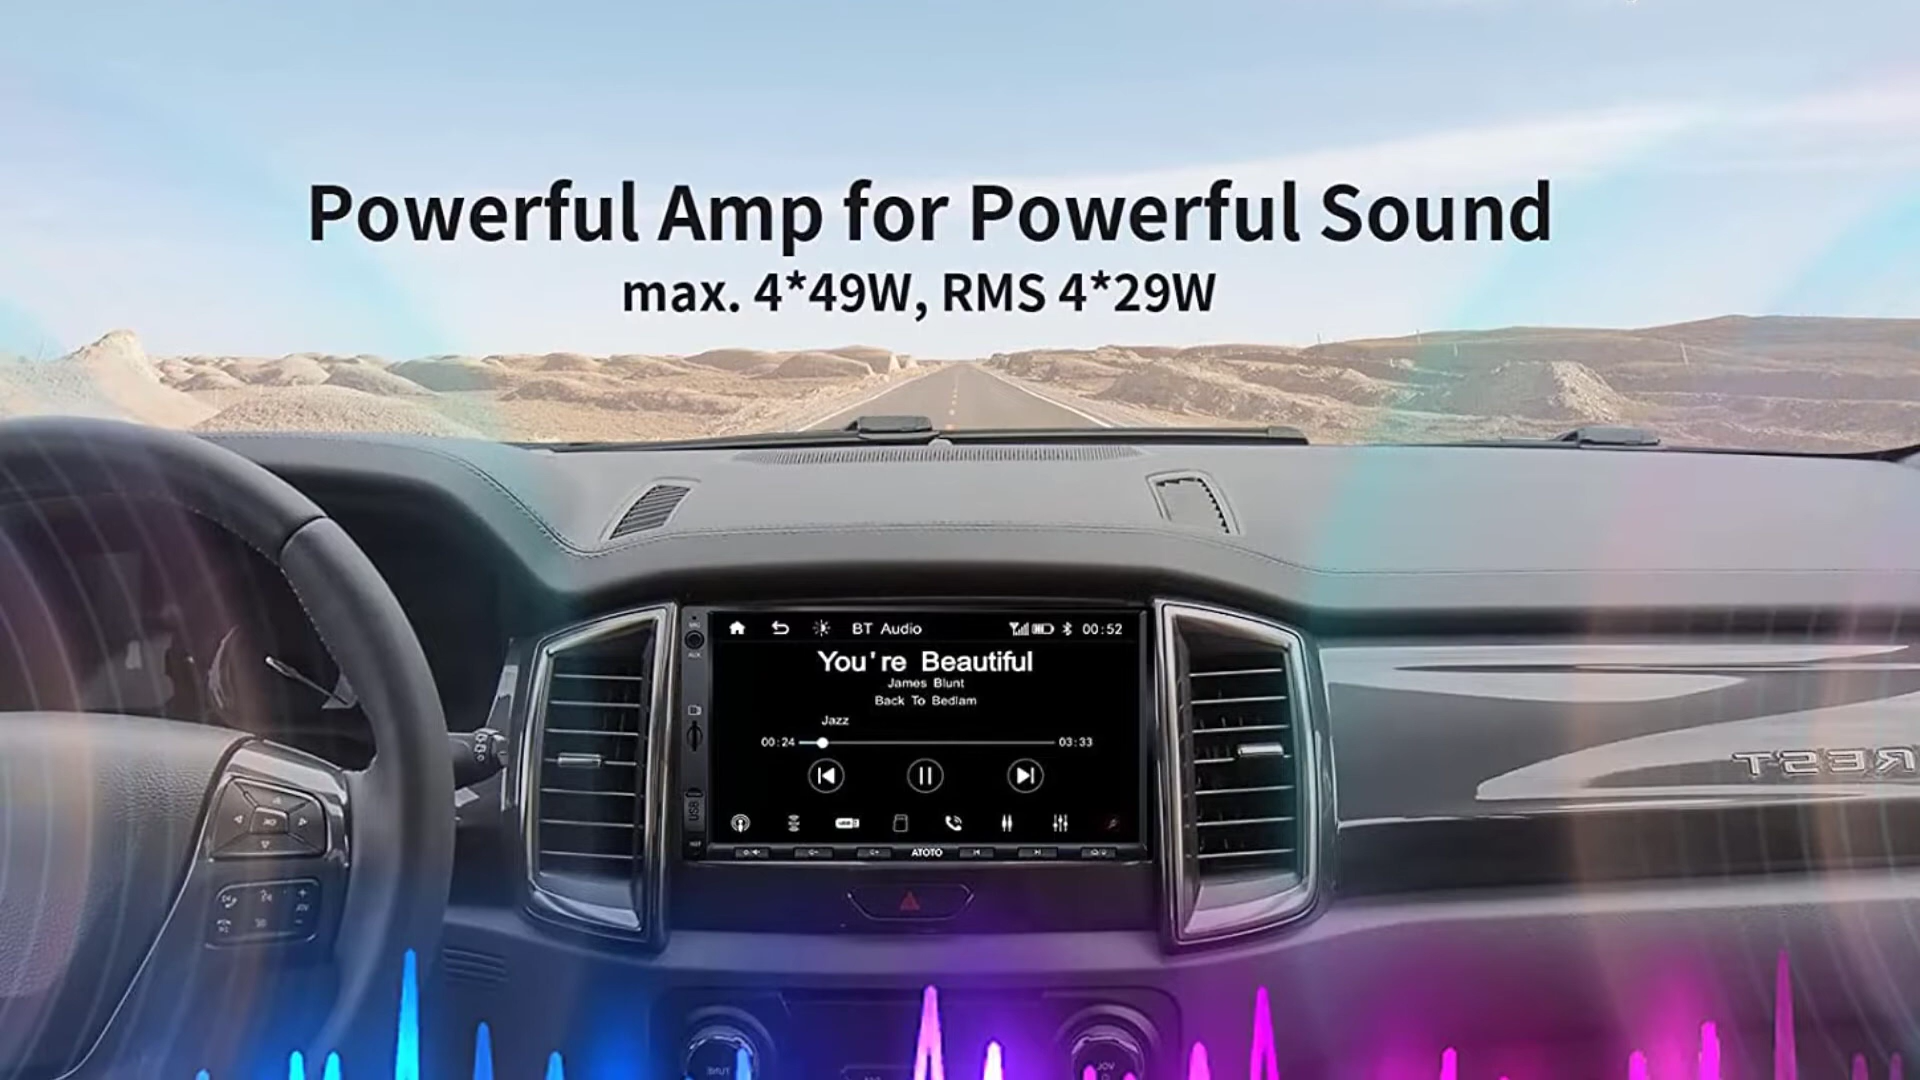 Powerful Amp for Powerful Sound
max. 4*49W, RMS 4*29W
BT Audio
00:52
You're Beautiful
James Blunt
Back To Bedlam
Jazz
00:24
03:33
USB
ATOTO